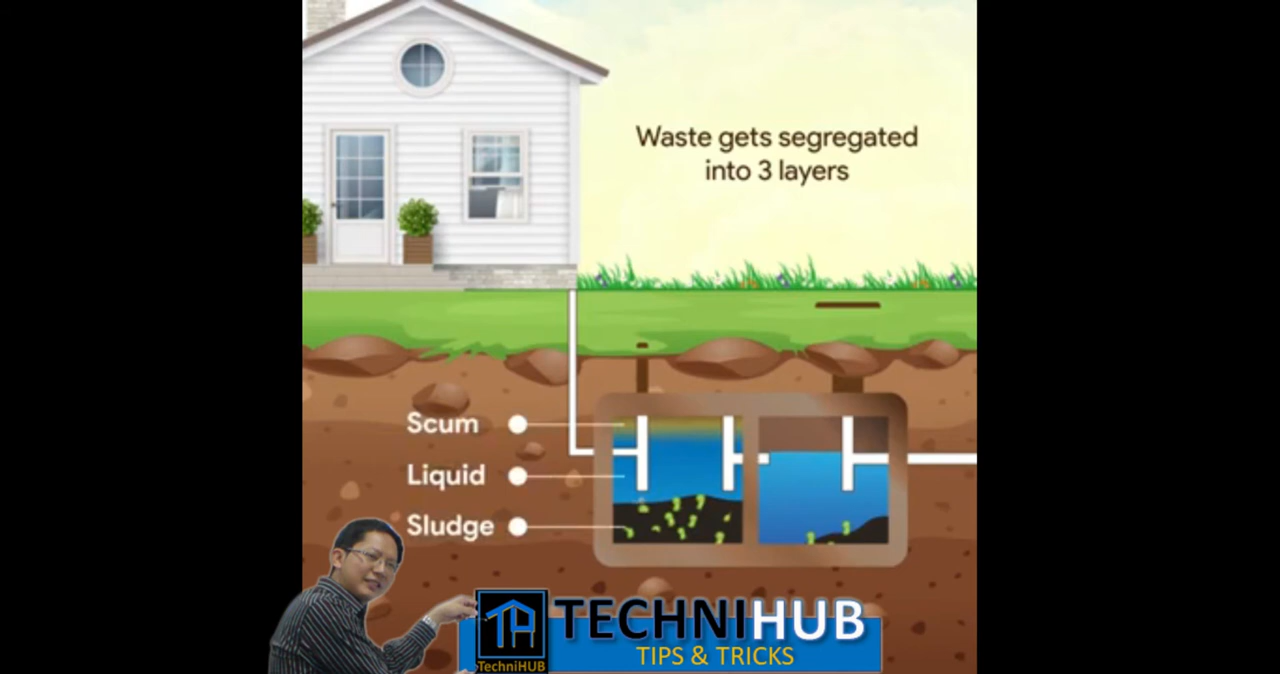 Waste gets segregated
into 3 layers
Scum
Liquid
Sludge
TECHNIHUB
TIPS & TRICKS
TechniHUB